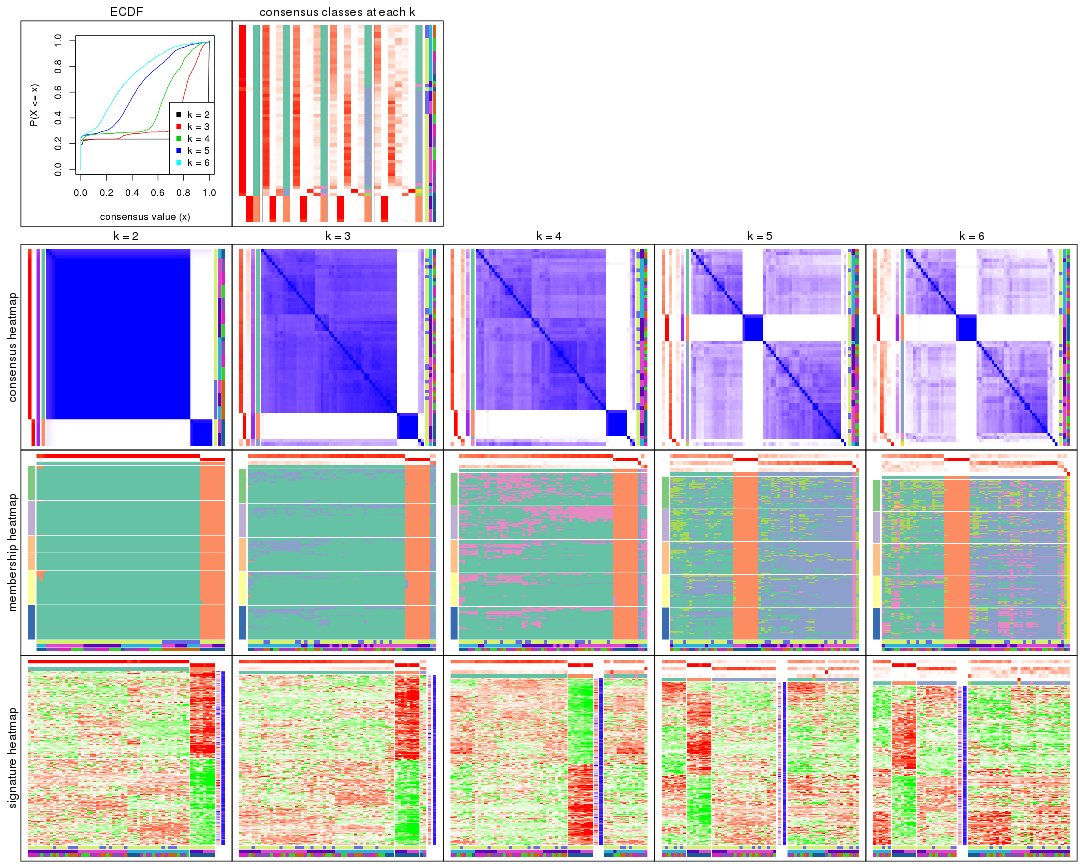 ECDF
consensus classes at each k
P(X <= x)
0.0 0.2 0.4 0.6 0.8 1.0
k = 2
k = 3
k = 4
k = 5
k = 6
0.0 0.2 0.4 0.6 0.8 1.0
consensus value (x)
k = 2
k = 3
k = 4
k = 5
k = 6
consensus heatmap
membership heatmap
signature heatmap